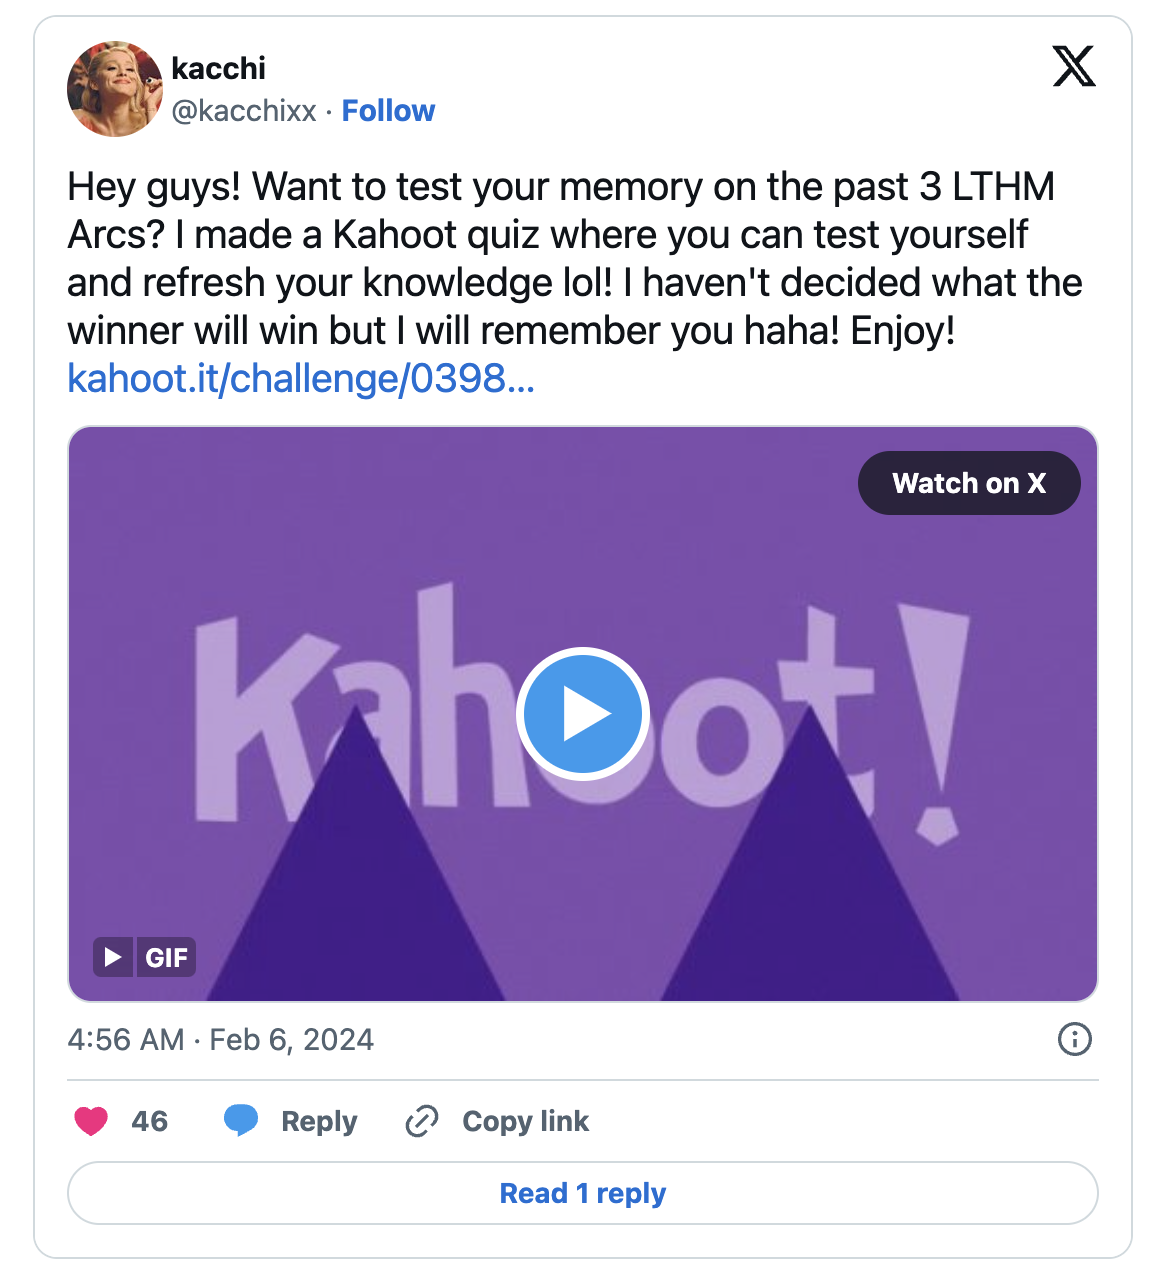 kacchi
@kacchixx · Follow
Hey guys! Want to test your memory on the past 3 LTHM
Arcs? I made a Kahoot quiz where you can test yourself
and refresh your knowledge lol! I haven't decided what the
winner will win but I will remember you haha! Enjoy!
kahoot.it/challenge/0398...
Watch on X
Kahoot!
GIF
4:56 AM · Feb 6, 2024
46 Reply Copy link
Read 1 reply